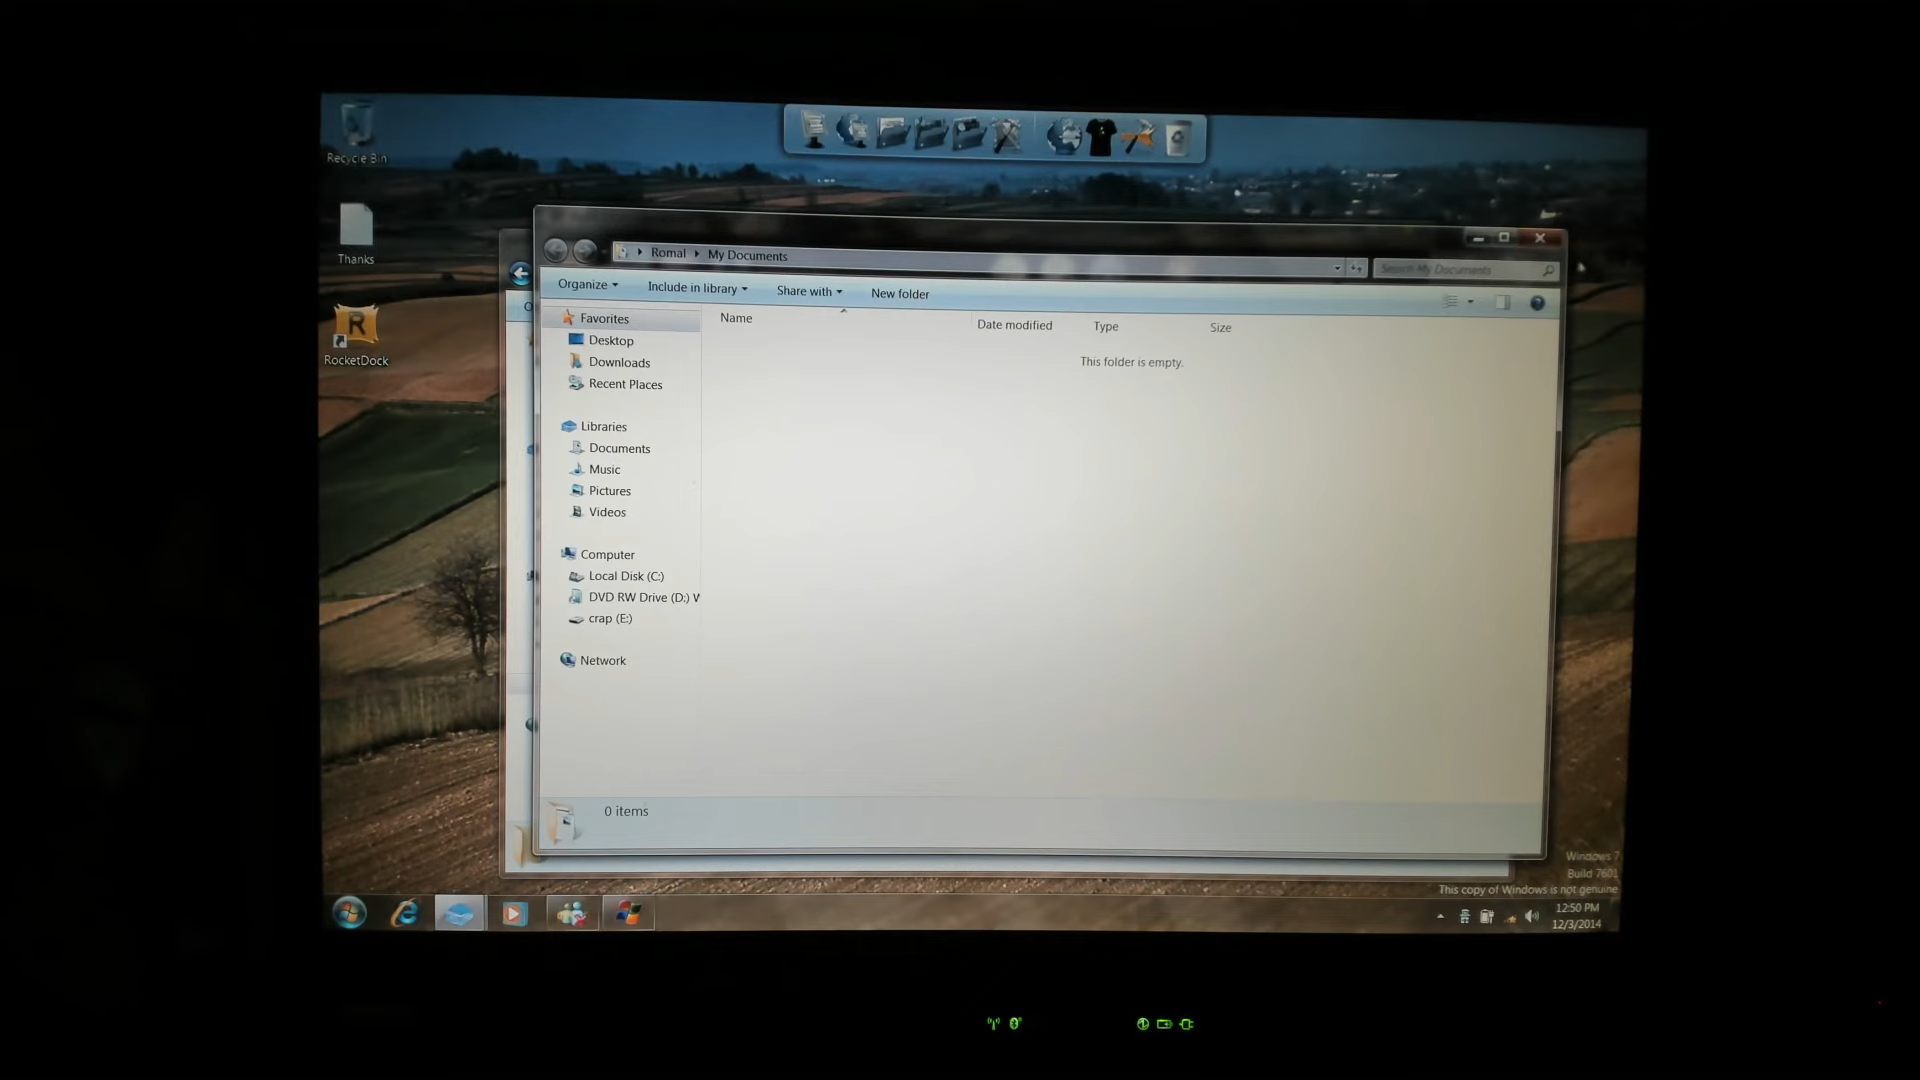 Recycle Bin
Thanks
R
RocketDock
Romal
My Documents
Search My Documents
Organize
Include in library
Share with
New folder
Name
Date modified
Type
Size
This folder is empty.
Favorites
Desktop
Downloads
Recent Places
Libraries
Documents
Music
Pictures
Videos
Computer
Local Disk (C:)
DVD RW Drive (D:) W
crap (E:)
Network
0 items
Windows 7
Build 7601
This copy of Windows is not genuine
12:50 PM
12/3/2014